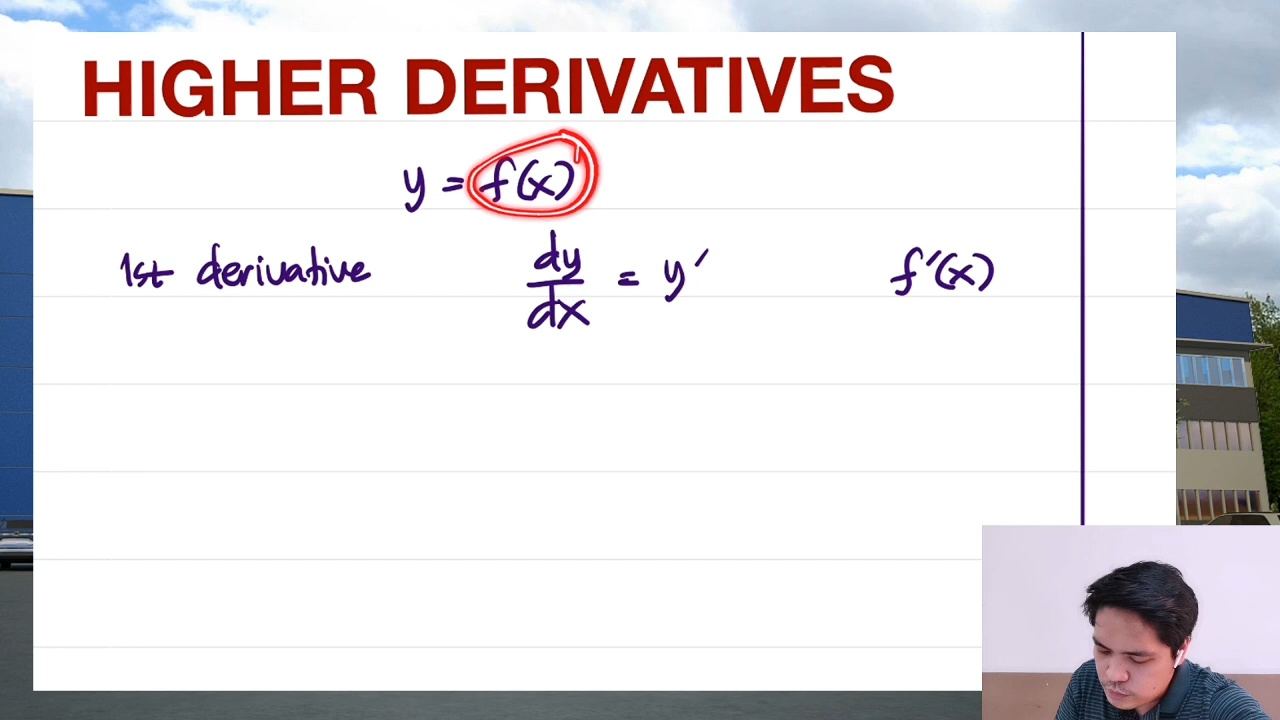 HIGHER DERIVATIVES
y = f(x)
1st derivative dy/dx = y′ f′(x)